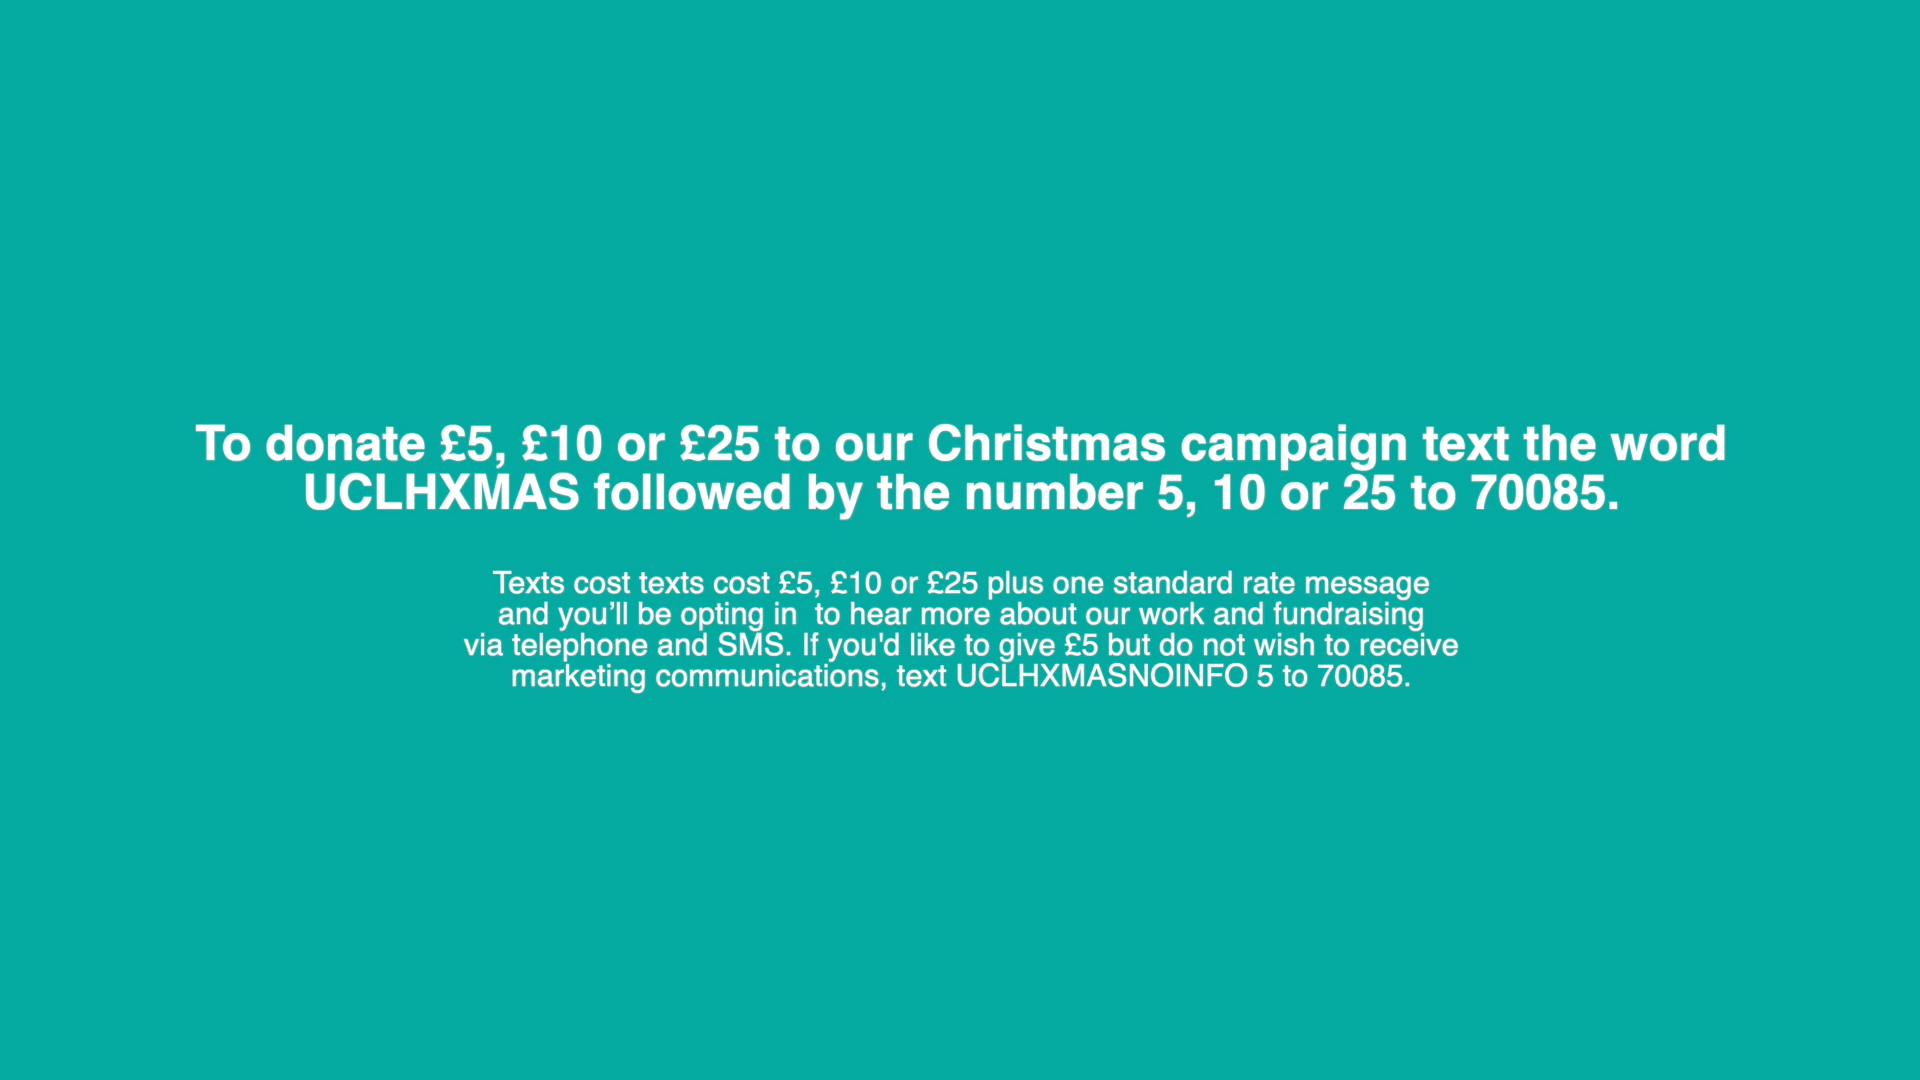 To donate £5, £10 or £25 to our Christmas campaign text the word
UCLHXMAS followed by the number 5, 10 or 25 to 70085.
Texts cost texts cost £5, £10 or £25 plus one standard rate message
and you’ll be opting in  to hear more about our work and fundraising
via telephone and SMS. If you'd like to give £5 but do not wish to receive
marketing communications, text UCLHXMASNOINFO 5 to 70085.